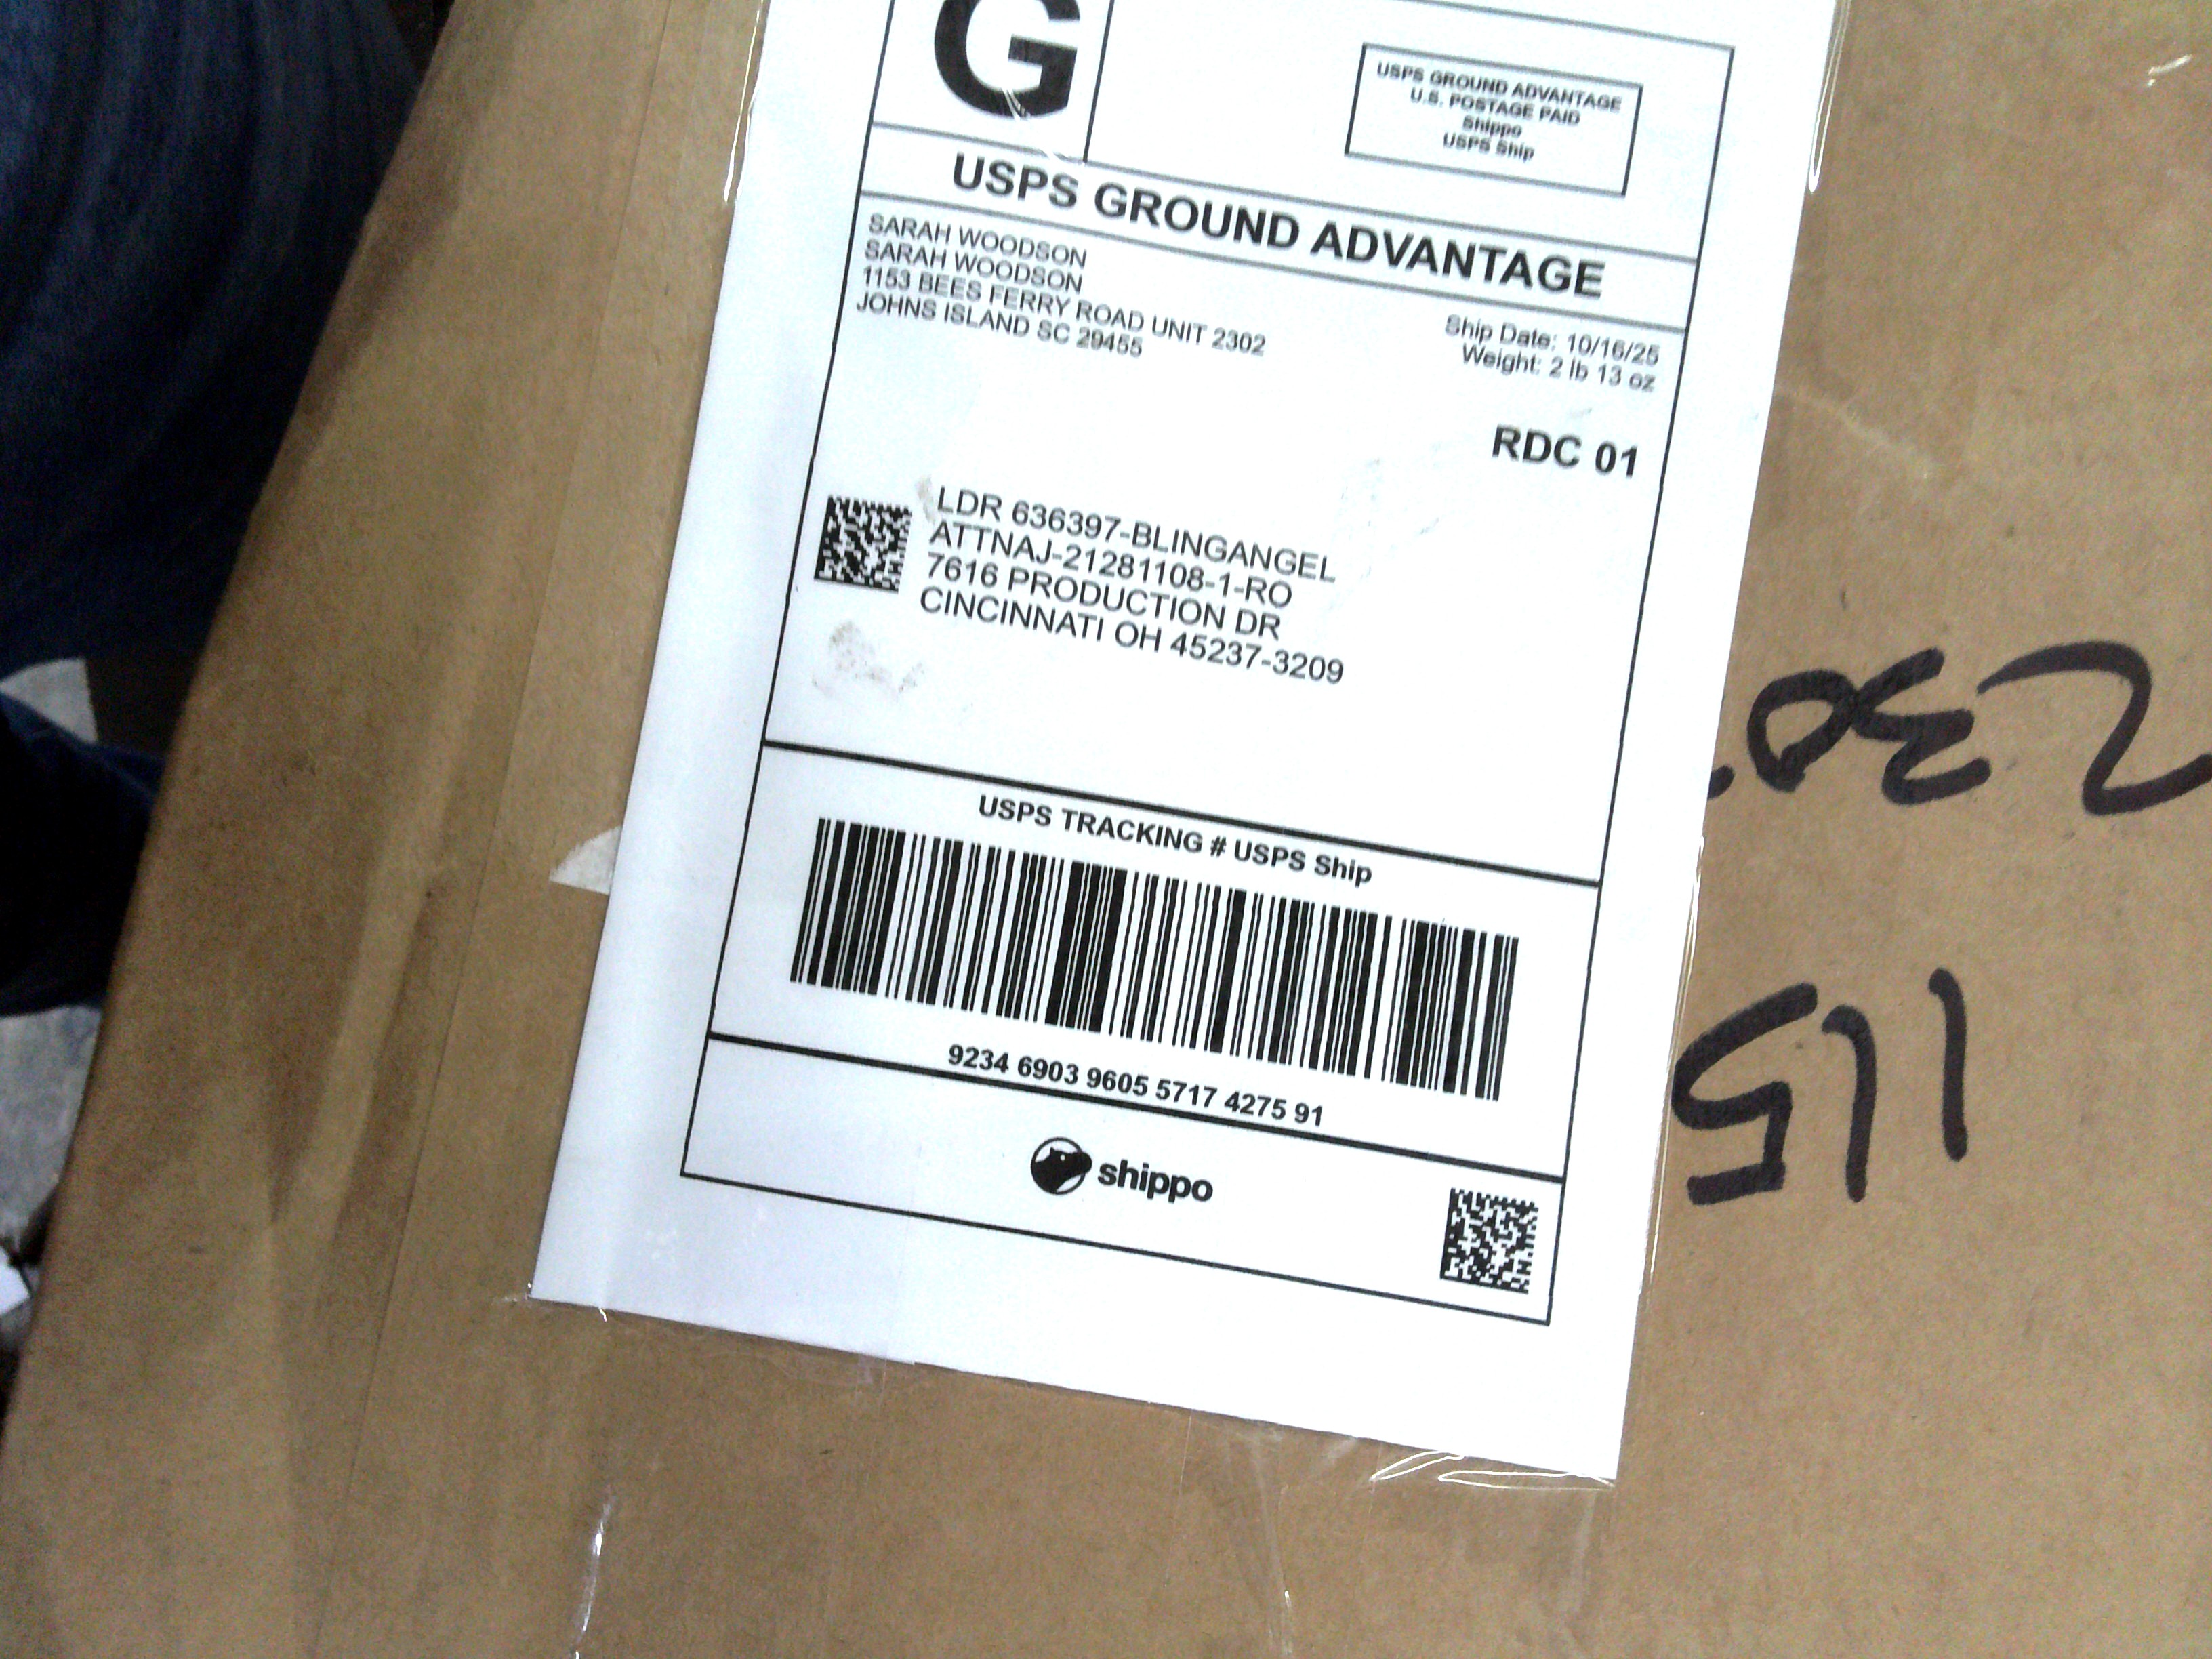 G
USPS GROUND ADVANTAGE
U.S. POSTAGE PAID
Shippo
USPS Ship
USPS GROUND ADVANTAGE
SARAH WOODSON
SARAH WOODSON
1153 BEES FERRY ROAD UNIT 2302
JOHNS ISLAND SC 29455
Ship Date: 10/16/25
Weight: 2 lb 13 oz
RDC 01
LDR 636397-BLINGANGEL
ATTNAJ-21281108-1-RO
7616 PRODUCTION DR
CINCINNATI OH 45237-3209
USPS TRACKING # USPS Ship
9234 6903 9605 5717 4275 91
shippo